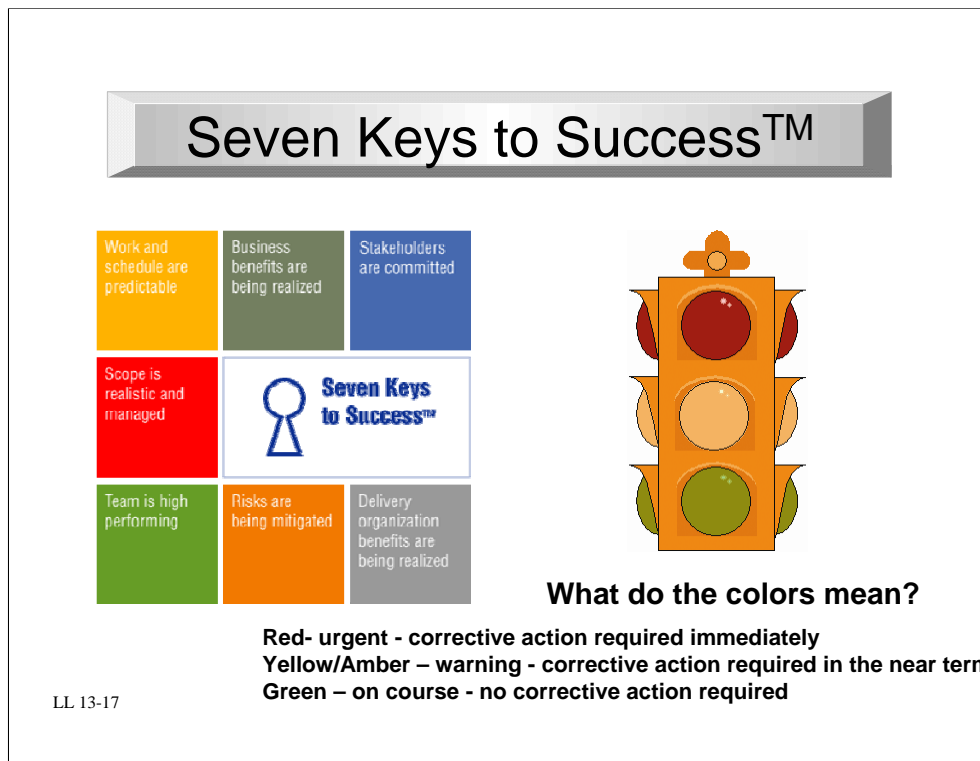 Seven Keys to Success™
Work and
schedule are
predictable
Business
benefits are
being realized
Stakeholders
are committed
Scope is
realistic and
managed
Seven Keys
to Success™
Team is high
performing
Risks are
being mitigated
Delivery
organization
benefits are
being realized
What do the colors mean?
Red- urgent - corrective action required immediately
Yellow/Amber – warning - corrective action required in the near term
Green – on course - no corrective action required
LL 13-17